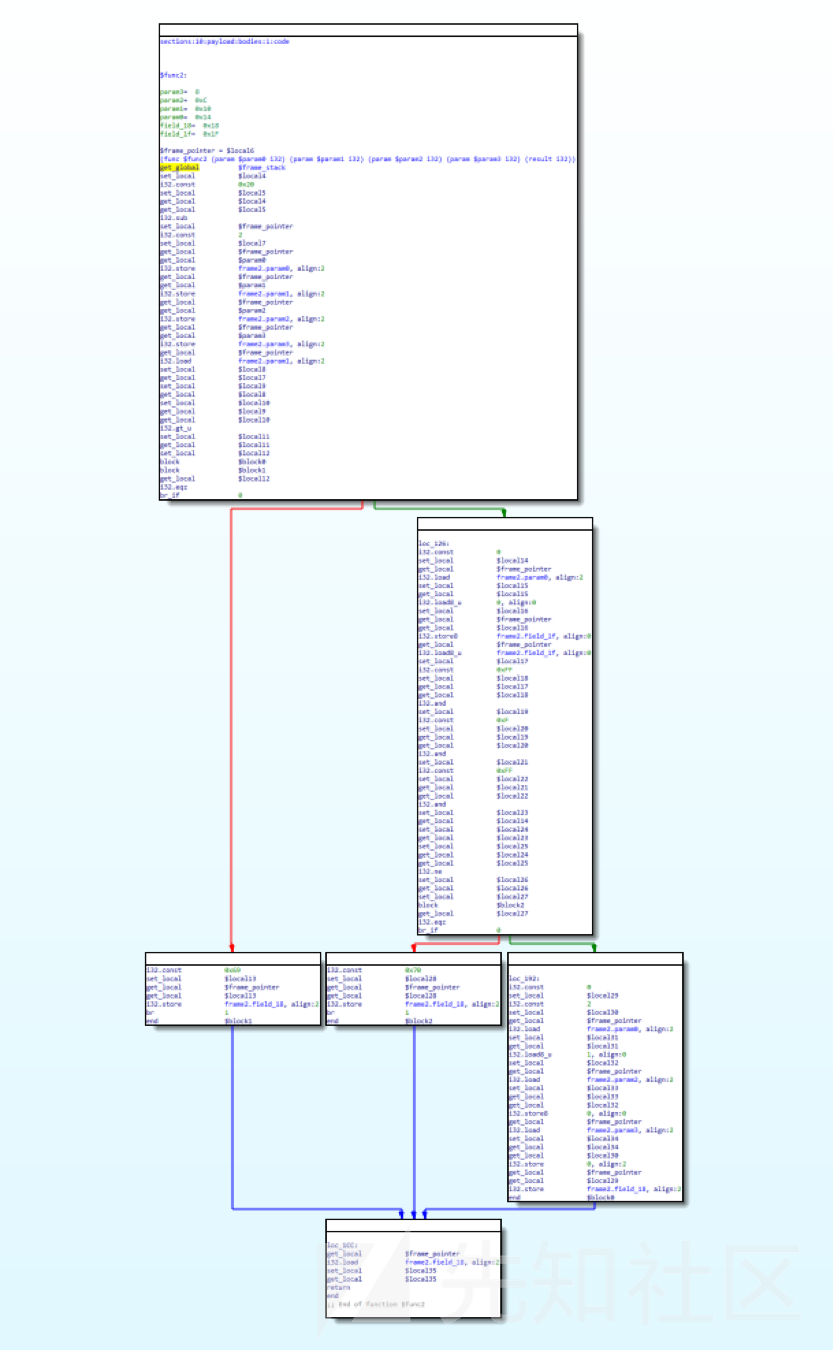 sections:10:payload:bodies:1:code
$func2:
param3= 8
param2= 0xC
param1= 0x10
param0= 0x14
field_18= 0x18
field_1f= 0x1F
$frame_pointer = $local6
(func $func2 (param $param0 i32) (param $param1 i32) (param $param2 i32) (param $param3 i32) (result i32))
get_global $frame_stack
set_local $local4
i32.const 0x20
set_local $local5
get_local $local4
get_local $local5
i32.sub
set_local $frame_pointer
i32.const 2
set_local $local7
get_local $frame_pointer
get_local $param0
i32.store frame2.param0, align:2
get_local $frame_pointer
get_local $param1
i32.store frame2.param1, align:2
get_local $frame_pointer
get_local $param2
i32.store frame2.param2, align:2
get_local $frame_pointer
get_local $param3
i32.store frame2.param3, align:2
get_local $frame_pointer
i32.load frame2.param1, align:2
set_local $local8
get_local $local7
set_local $local9
get_local $local8
set_local $local10
get_local $local9
get_local $local10
i32.gt_u
set_local $local11
get_local $local11
set_local $local12
block $block0
block $block1
get_local $local12
i32.eqz
br_if 0
loc_126:
i32.const 0
set_local $local14
get_local $frame_pointer
i32.load frame2.param0, align:2
set_local $local15
get_local $local15
i32.load8_u 0, align:0
set_local $local16
get_local $frame_pointer
get_local $local16
i32.store8 frame2.field_1f, align:0
get_local $frame_pointer
i32.load8_u frame2.field_1f, align:0
set_local $local17
i32.const 0xFF
set_local $local18
get_local $local17
get_local $local18
i32.and
set_local $local19
i32.const 0xF
set_local $local20
get_local $local19
get_local $local20
i32.and
set_local $local21
i32.const 0xFF
set_local $local22
get_local $local21
get_local $local22
i32.and
set_local $local23
get_local $local14
set_local $local24
get_local $local23
set_local $local25
get_local $local24
get_local $local25
i32.ne
set_local $local26
get_local $local26
set_local $local27
block $block2
get_local $local27
i32.eqz
br_if 0
i32.const 0x69
set_local $local13
get_local $frame_pointer
get_local $local13
i32.store frame2.field_18, align:2
br 1
end $block1
i32.const 0x70
set_local $local28
get_local $frame_pointer
get_local $local28
i32.store frame2.field_18, align:2
br 1
end $block2
loc_192:
i32.const 0
set_local $local29
i32.const 2
set_local $local30
get_local $frame_pointer
i32.load frame2.param0, align:2
set_local $local31
get_local $local31
i32.load8_u 1, align:0
set_local $local32
get_local $frame_pointer
i32.load frame2.param2, align:2
set_local $local33
get_local $local33
get_local $local32
i32.store8 0, align:0
get_local $frame_pointer
i32.load frame2.param3, align:2
set_local $local34
get_local $local34
get_local $local30
i32.store 0, align:2
get_local $frame_pointer
get_local $local29
i32.store frame2.field_18, align:2
end $block0
loc_1CC:
get_local $frame_pointer
i32.load frame2.field_18, align:2
set_local $local35
get_local $local35
return
end
;; End of function $func2
先知社区